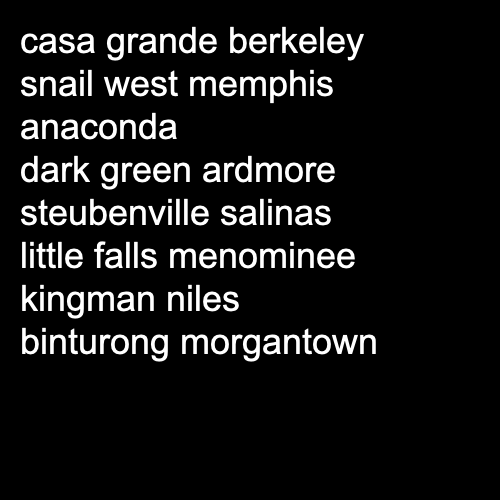 casa grande berkeley
snail west memphis
anaconda
dark green ardmore
steubenville salinas
little falls menominee
kingman niles
binturong morgantown